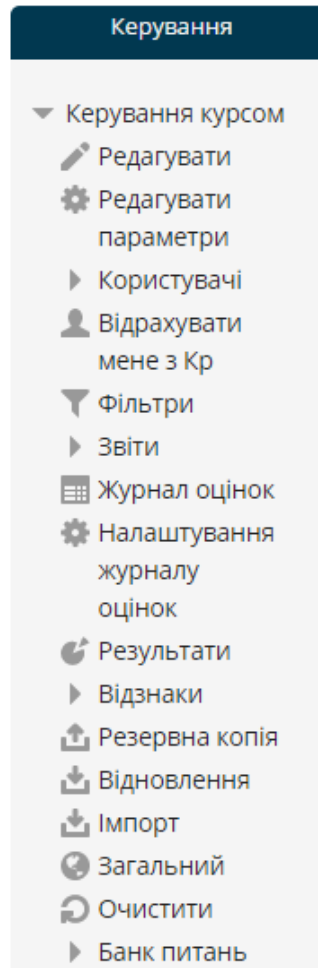 Керування
Керування курсом
Редагувати
Редагувати
параметри
Користувачі
Відрахувати
мене з Кр
Фільтри
Звіти
Журнал оцінок
Налаштування
журналу
оцінок
Результати
Відзнаки
Резервна копія
Відновлення
Імпорт
Загальний
Очистити
Банк питань